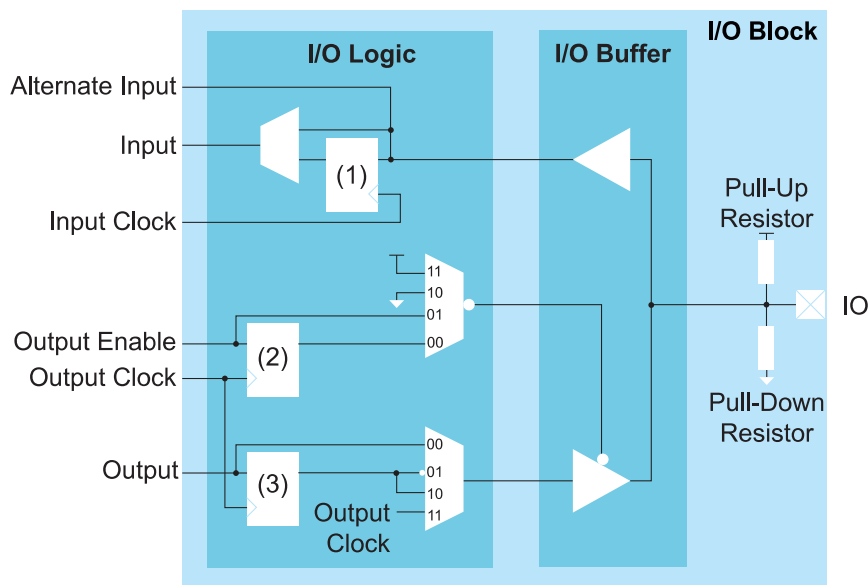 I/O Block
I/O Logic
I/O Buffer
Alternate Input
Input
(1)
Input Clock
Pull-Up
Resistor
11
10
01
00
IO
Output Enable
(2)
Output Clock
Pull-Down
Resistor
00
01
10
11
Output
(3)
Output
Clock